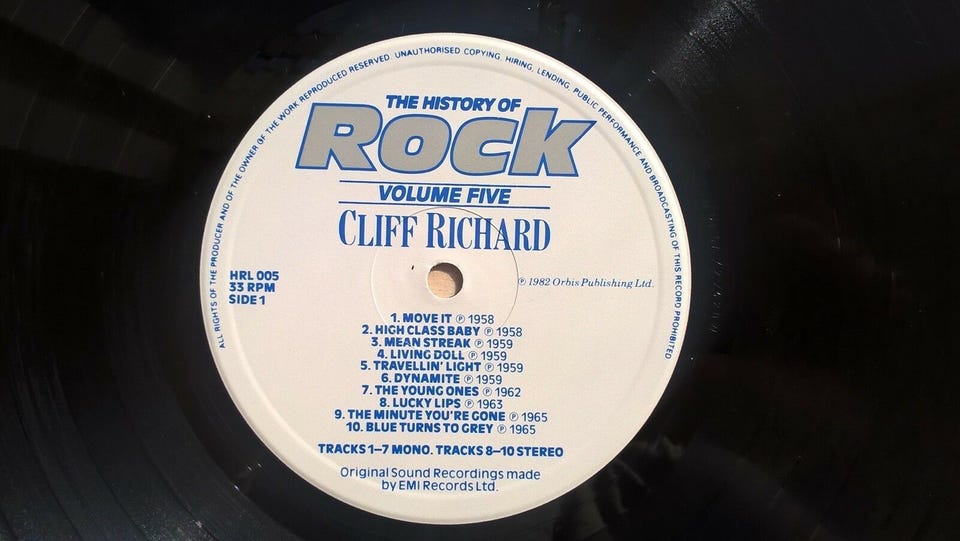 ALL RIGHTS OF THE PRODUCER AND OF THE OWNER OF THE WORK REPRODUCED RESERVED. UNAUTHORISED COPYING, HIRING, LENDING, PUBLIC PERFORMANCE AND BROADCASTING OF THIS RECORD PROHIBITED
THE HISTORY OF
ROCK
VOLUME FIVE
CLIFF RICHARD
HRL 005
33 RPM
SIDE 1
℗ 1982 Orbis Publishing Ltd.
1. MOVE IT ℗ 1958
2. HIGH CLASS BABY ℗ 1958
3. MEAN STREAK ℗ 1959
4. LIVING DOLL ℗ 1959
5. TRAVELLIN' LIGHT ℗ 1959
6. DYNAMITE ℗ 1959
7. THE YOUNG ONES ℗ 1962
8. LUCKY LIPS ℗ 1963
9. THE MINUTE YOU'RE GONE ℗ 1965
10. BLUE TURNS TO GREY ℗ 1965
TRACKS 1–7 MONO. TRACKS 8–10 STEREO
Original Sound Recordings made
by EMI Records Ltd.